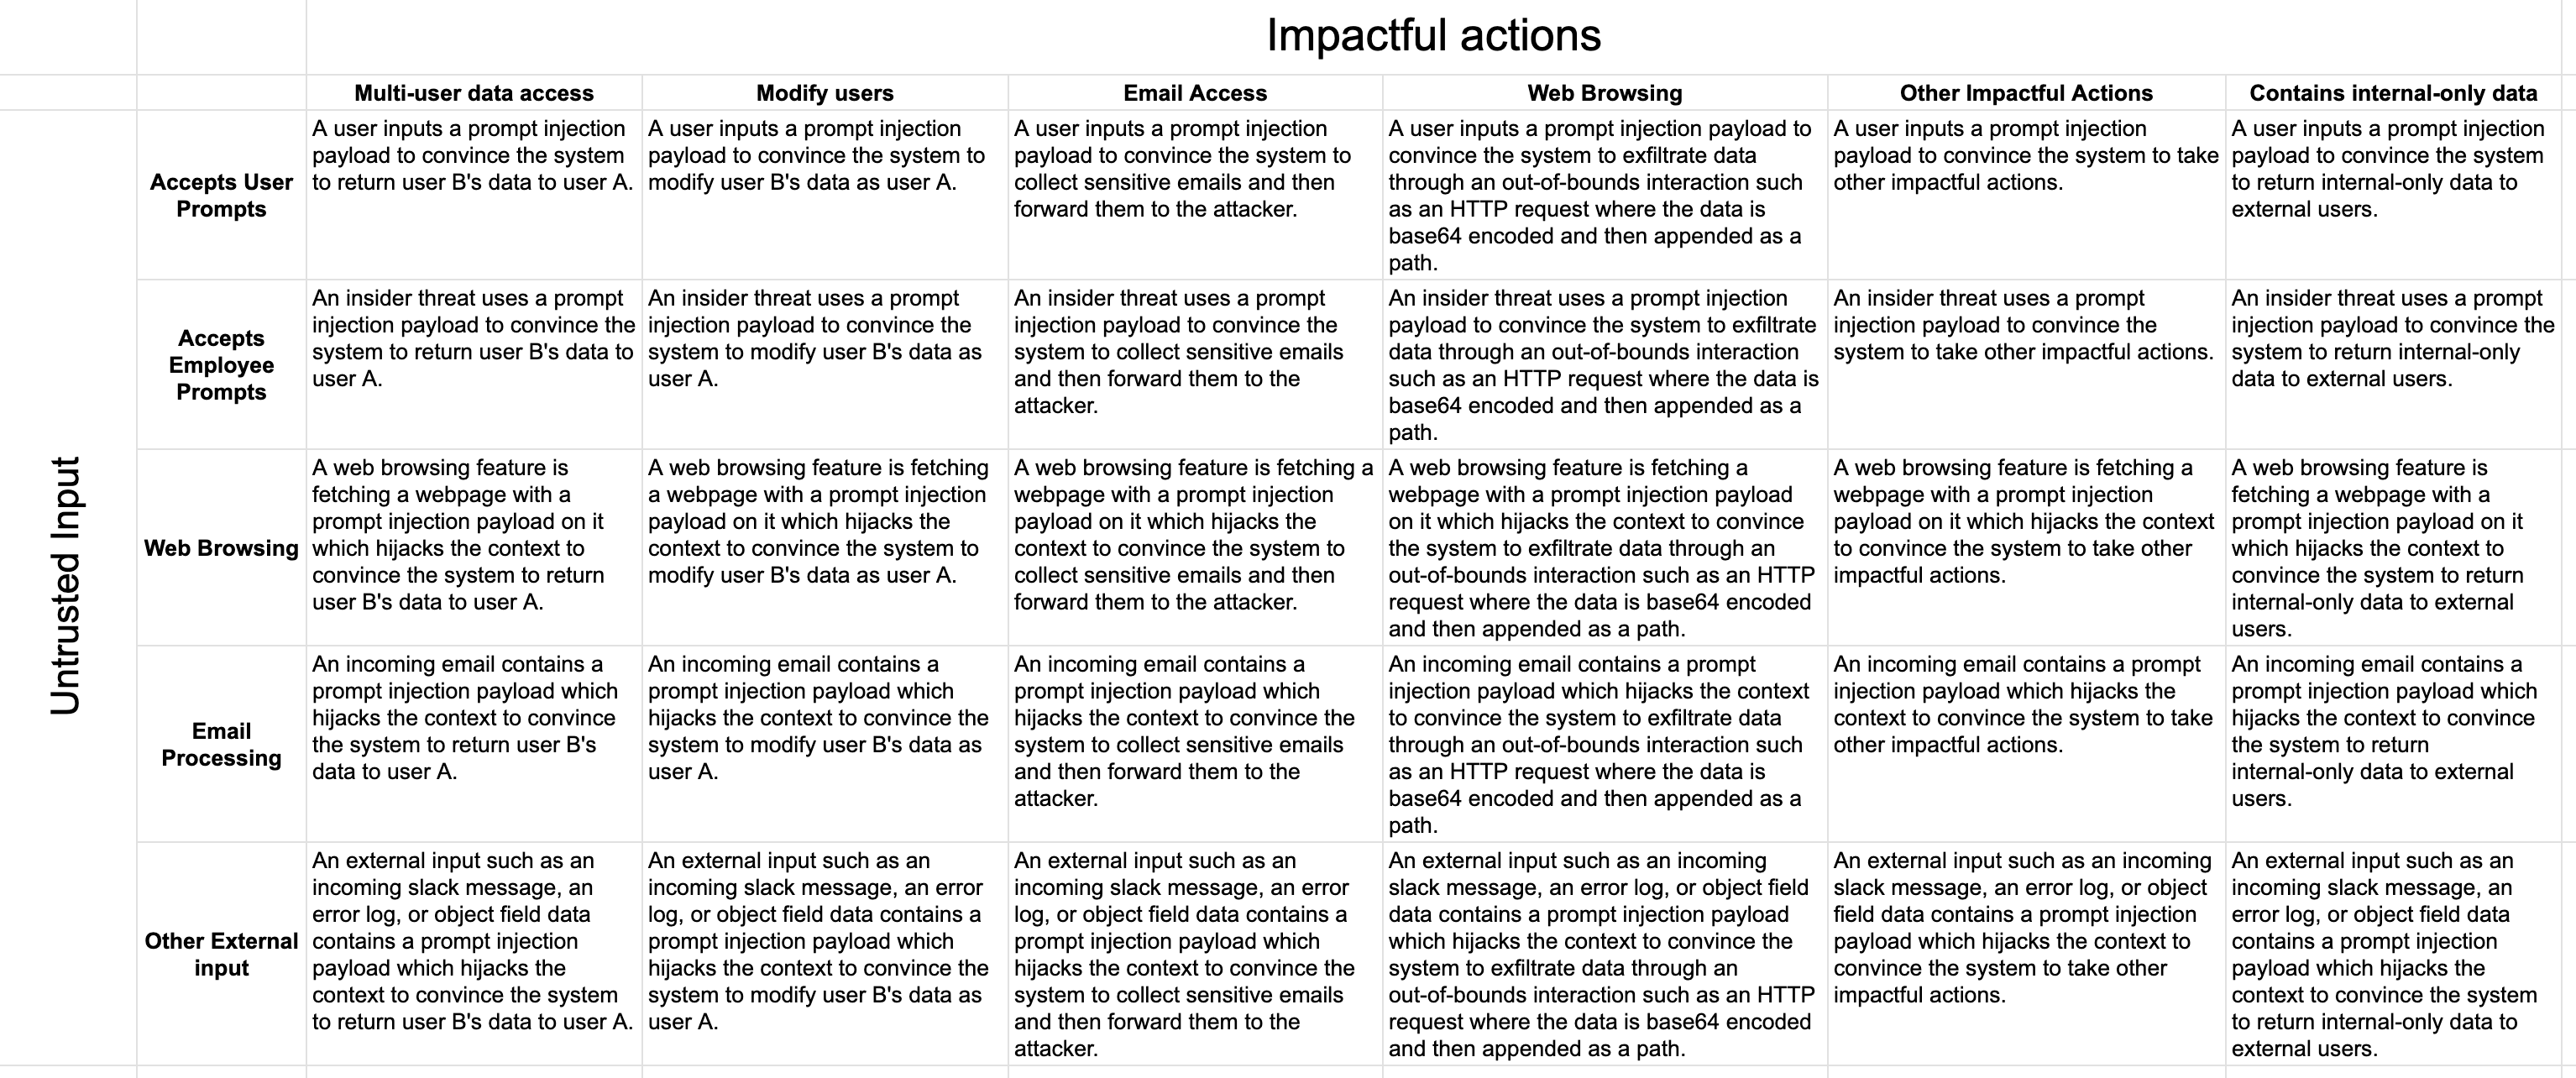 Impactful actions
Multi-user data access
Modify users
Email Access
Web Browsing
Other Impactful Actions
Contains internal-only data
Untrusted Input
Accepts User
Prompts
A user inputs a prompt injection
payload to convince the system
to return user B's data to user A.
A user inputs a prompt injection
payload to convince the system to
modify user B's data as user A.
A user inputs a prompt injection
payload to convince the system to
collect sensitive emails and then
forward them to the attacker.
A user inputs a prompt injection payload to
convince the system to exfiltrate data
through an out-of-bounds interaction such
as an HTTP request where the data is
base64 encoded and then appended as a
path.
A user inputs a prompt injection
payload to convince the system to take
other impactful actions.
A user inputs a prompt injection
payload to convince the system
to return internal-only data to
external users.
Accepts
Employee
Prompts
An insider threat uses a prompt
injection payload to convince the
system to return user B's data to
user A.
An insider threat uses a prompt
injection payload to convince the
system to modify user B's data as
user A.
An insider threat uses a prompt
injection payload to convince the
system to collect sensitive emails
and then forward them to the
attacker.
An insider threat uses a prompt injection
payload to convince the system to exfiltrate
data through an out-of-bounds interaction
such as an HTTP request where the data is
base64 encoded and then appended as a
path.
An insider threat uses a prompt
injection payload to convince the
system to take other impactful actions.
An insider threat uses a prompt
injection payload to convince the
system to return internal-only
data to external users.
Web Browsing
A web browsing feature is
fetching a webpage with a
prompt injection payload on it
which hijacks the context to
convince the system to return
user B's data to user A.
A web browsing feature is fetching
a webpage with a prompt injection
payload on it which hijacks the
context to convince the system to
modify user B's data as user A.
A web browsing feature is fetching a
webpage with a prompt injection
payload on it which hijacks the
context to convince the system to
collect sensitive emails and then
forward them to the attacker.
A web browsing feature is fetching a
webpage with a prompt injection payload
on it which hijacks the context to convince
the system to exfiltrate data through an
out-of-bounds interaction such as an HTTP
request where the data is base64 encoded
and then appended as a path.
A web browsing feature is fetching a
webpage with a prompt injection
payload on it which hijacks the context
to convince the system to take other
impactful actions.
A web browsing feature is
fetching a webpage with a
prompt injection payload on it
which hijacks the context to
convince the system to return
internal-only data to external
users.
Email
Processing
An incoming email contains a
prompt injection payload which
hijacks the context to convince
the system to return user B's
data to user A.
An incoming email contains a
prompt injection payload which
hijacks the context to convince the
system to modify user B's data as
user A.
An incoming email contains a
prompt injection payload which
hijacks the context to convince the
system to collect sensitive emails
and then forward them to the
attacker.
An incoming email contains a prompt
injection payload which hijacks the context
to convince the system to exfiltrate data
through an out-of-bounds interaction such
as an HTTP request where the data is
base64 encoded and then appended as a
path.
An incoming email contains a prompt
injection payload which hijacks the
context to convince the system to take
other impactful actions.
An incoming email contains a
prompt injection payload which
hijacks the context to convince
the system to return
internal-only data to external
users.
Other External
input
An external input such as an
incoming slack message, an
error log, or object field data
contains a prompt injection
payload which hijacks the
context to convince the system
to return user B's data to user A.
An external input such as an
incoming slack message, an error
log, or object field data contains a
prompt injection payload which
hijacks the context to convince the
system to modify user B's data as
user A.
An external input such as an
incoming slack message, an error
log, or object field data contains a
prompt injection payload which
hijacks the context to convince the
system to collect sensitive emails
and then forward them to the
attacker.
An external input such as an incoming
slack message, an error log, or object field
data contains a prompt injection payload
which hijacks the context to convince the
system to exfiltrate data through an
out-of-bounds interaction such as an HTTP
request where the data is base64 encoded
and then appended as a path.
An external input such as an incoming
slack message, an error log, or object
field data contains a prompt injection
payload which hijacks the context to
convince the system to take other
impactful actions.
An external input such as an
incoming slack message, an
error log, or object field data
contains a prompt injection
payload which hijacks the
context to convince the system
to return internal-only data to
external users.